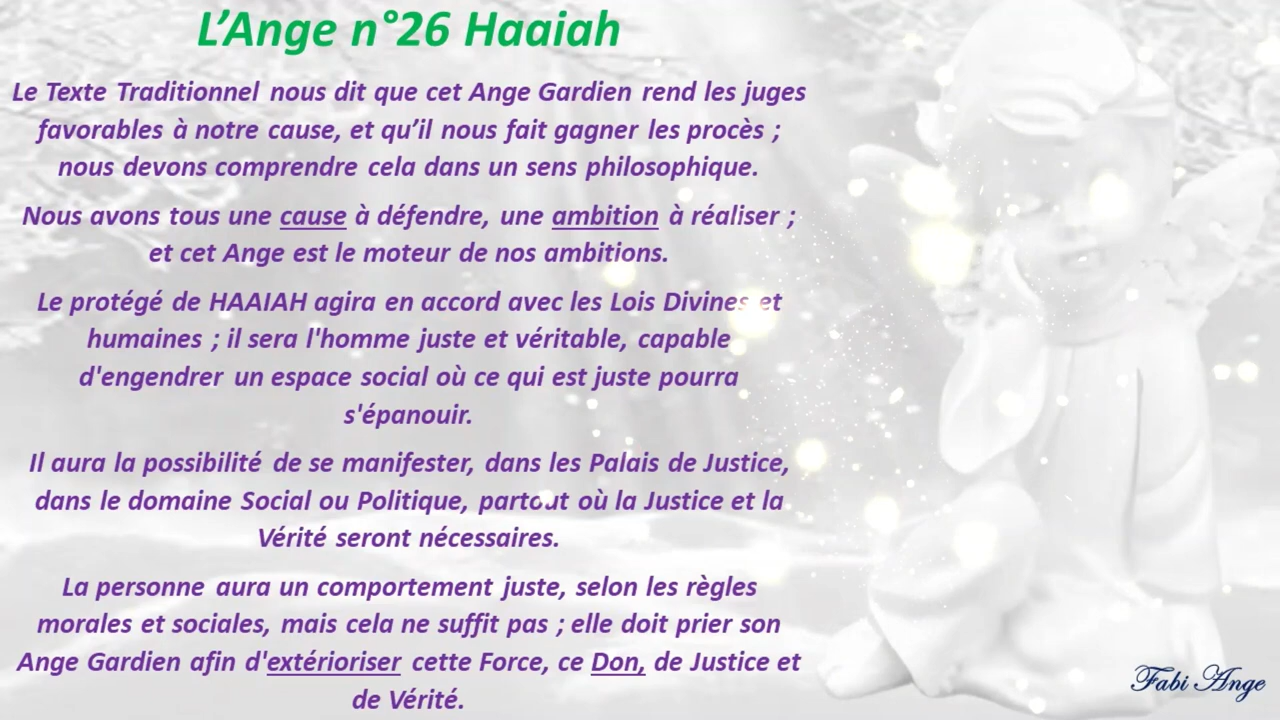 L’Ange n°26 Haaiah
Le Texte Traditionnel nous dit que cet Ange Gardien rend les juges
favorables à notre cause, et qu’il nous fait gagner les procès ;
nous devons comprendre cela dans un sens philosophique.
Nous avons tous une cause à défendre, une ambition à réaliser ;
et cet Ange est le moteur de nos ambitions.
Le protégé de HAAIAH agira en accord avec les Lois Divines et
humaines ; il sera l'homme juste et véritable, capable
d'engendrer un espace social où ce qui est juste pourra
s'épanouir.
Il aura la possibilité de se manifester, dans les Palais de Justice,
dans le domaine Social ou Politique, partout où la Justice et la
Vérité seront nécessaires.
La personne aura un comportement juste, selon les règles
morales et sociales, mais cela ne suffit pas ; elle doit prier son
Ange Gardien afin d'extérioriser cette Force, ce Don, de Justice et
de Vérité.
Fabi Ange